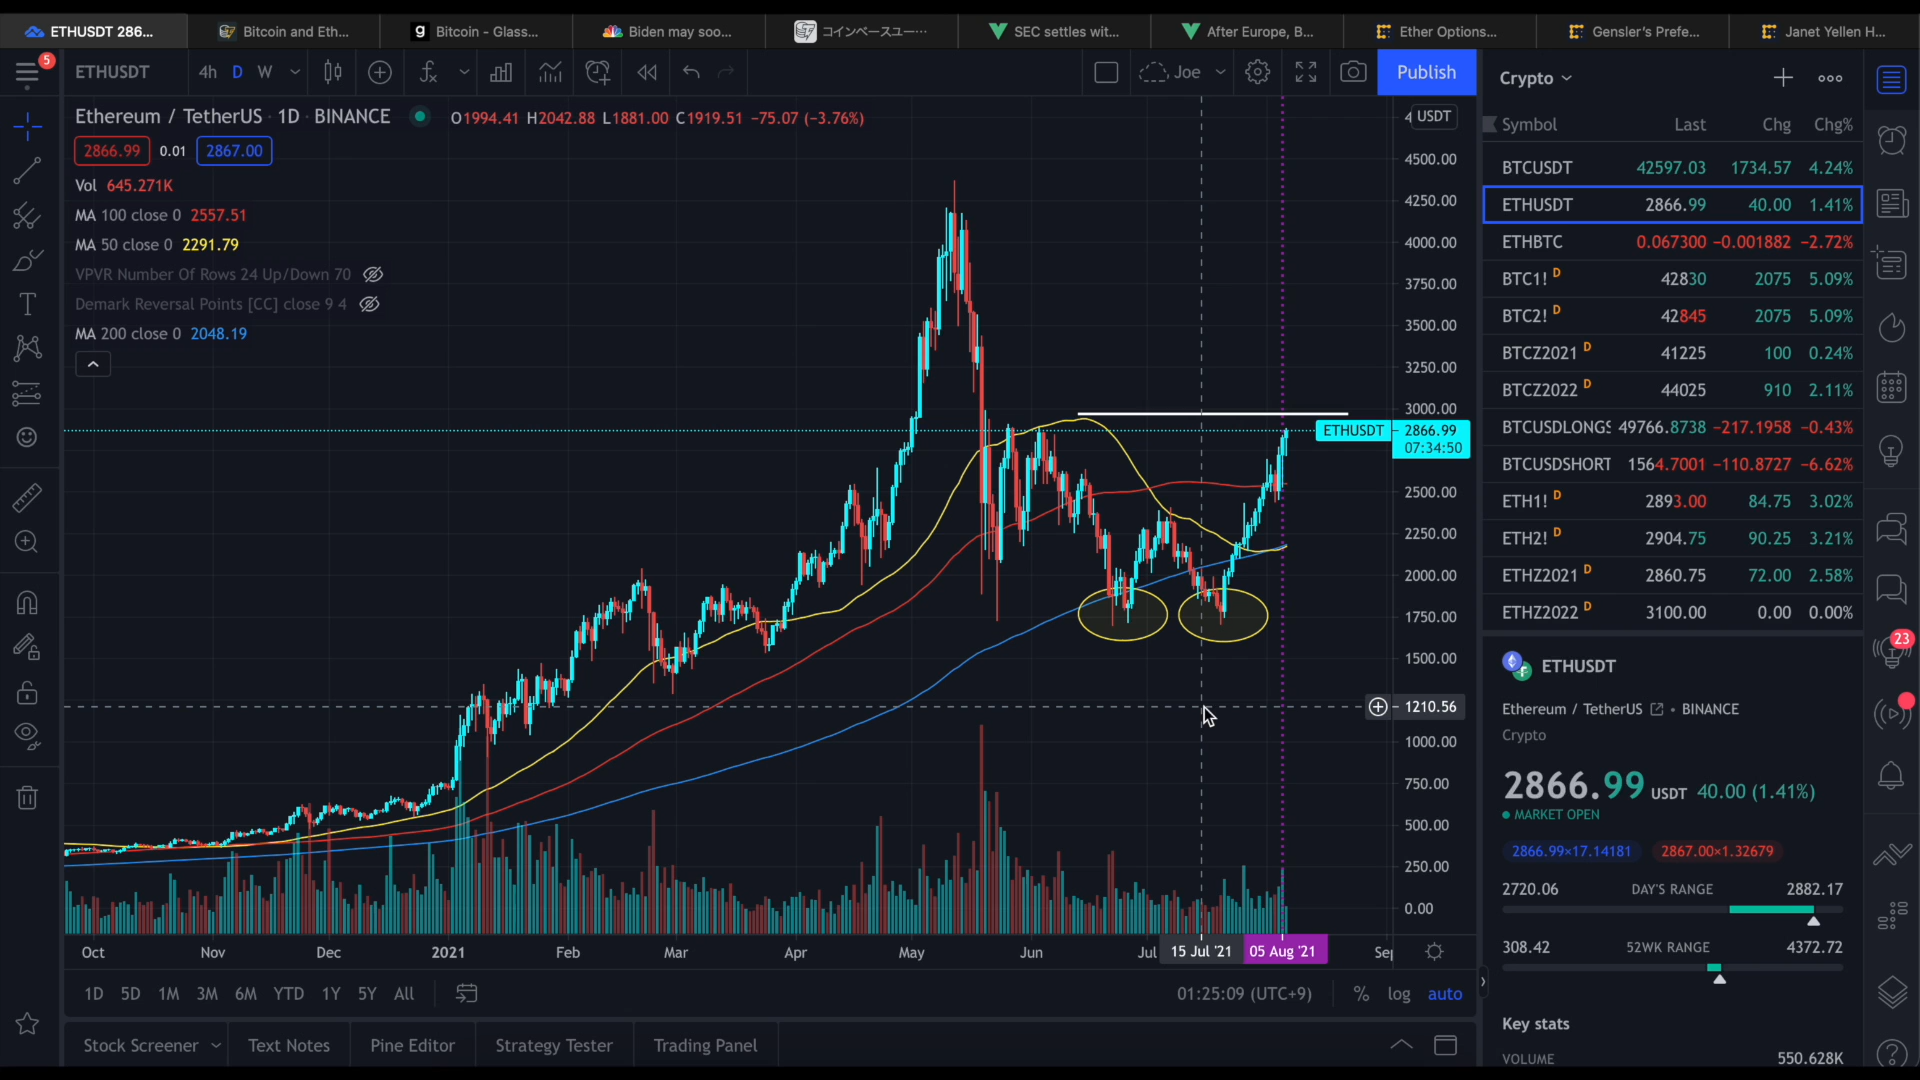 ETHUSDT 286...
Bitcoin and Eth...
Bitcoin - Glass...
Biden may soo...
コインベースユー…
SEC settles wit...
After Europe, B...
Ether Options...
Gensler's Prefe...
Janet Yellen H...
5
ETHUSDT
4h
D
W
Joe
Publish
Ethereum / TetherUS · 1D · BINANCE
O1994.41 H2042.88 L1881.00 C1919.51 −75.07 (−3.76%)
2866.99
0.01
2867.00
Vol 645.271K
MA 100 close 0 2557.51
MA 50 close 0 2291.79
VPVR Number Of Rows 24 Up/Down 70
Demark Reversal Points [CC] close 9 4
MA 200 close 0 2048.19
USDT
4500.00
4250.00
4000.00
3750.00
3500.00
3250.00
3000.00
ETHUSDT
2866.99
07:34:50
2500.00
2250.00
2000.00
1750.00
1500.00
1210.56
1000.00
750.00
500.00
250.00
0.00
Oct
Nov
Dec
2021
Feb
Mar
Apr
May
Jun
Jul
15 Jul '21
05 Aug '21
1D
5D
1M
3M
6M
YTD
1Y
5Y
All
01:25:09 (UTC+9)
%
log
auto
Stock Screener
Text Notes
Pine Editor
Strategy Tester
Trading Panel
Crypto
Symbol Last Chg Chg%
BTCUSDT 42597.03 1734.57 4.24%
ETHUSDT 2866.99 40.00 1.41%
ETHBTC 0.067300 −0.001882 −2.72%
BTC1! D 42830 2075 5.09%
BTC2! D 42845 2075 5.09%
BTCZ2021 D 41225 100 0.24%
BTCZ2022 D 44025 910 2.11%
BTCUSDLONGS 49766.8738 −217.1958 −0.43%
BTCUSDSHORT 1564.7001 −110.8727 −6.62%
ETH1! D 2893.00 84.75 3.02%
ETH2! D 2904.75 90.25 3.21%
ETHZ2021 D 2860.75 72.00 2.58%
ETHZ2022 D 3100.00 0.00 0.00%
ETHUSDT
Ethereum / TetherUS • BINANCE
Crypto
2866.99 USDT 40.00 (1.41%)
MARKET OPEN
2866.99×17.14181
2867.00×1.32679
2720.06 DAY'S RANGE 2882.17
308.42 52WK RANGE 4372.72
Key stats
VOLUME 550.628K
23